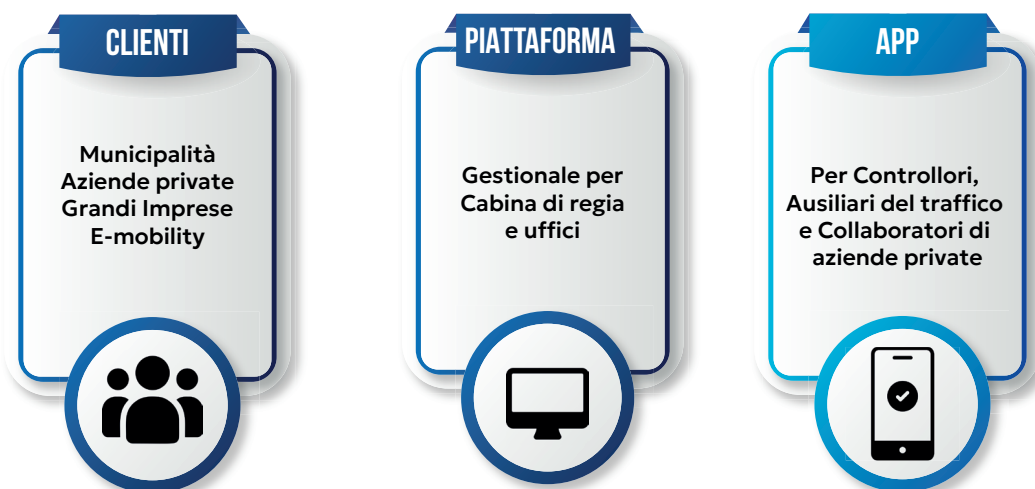 CLIENTI
Municipalità
Aziende private
Grandi Imprese
E-mobility
PIATTAFORMA
Gestionale per
Cabina di regia
e uffici
APP
Per Controllori,
Ausiliari del traffico
e Collaboratori di
aziende private